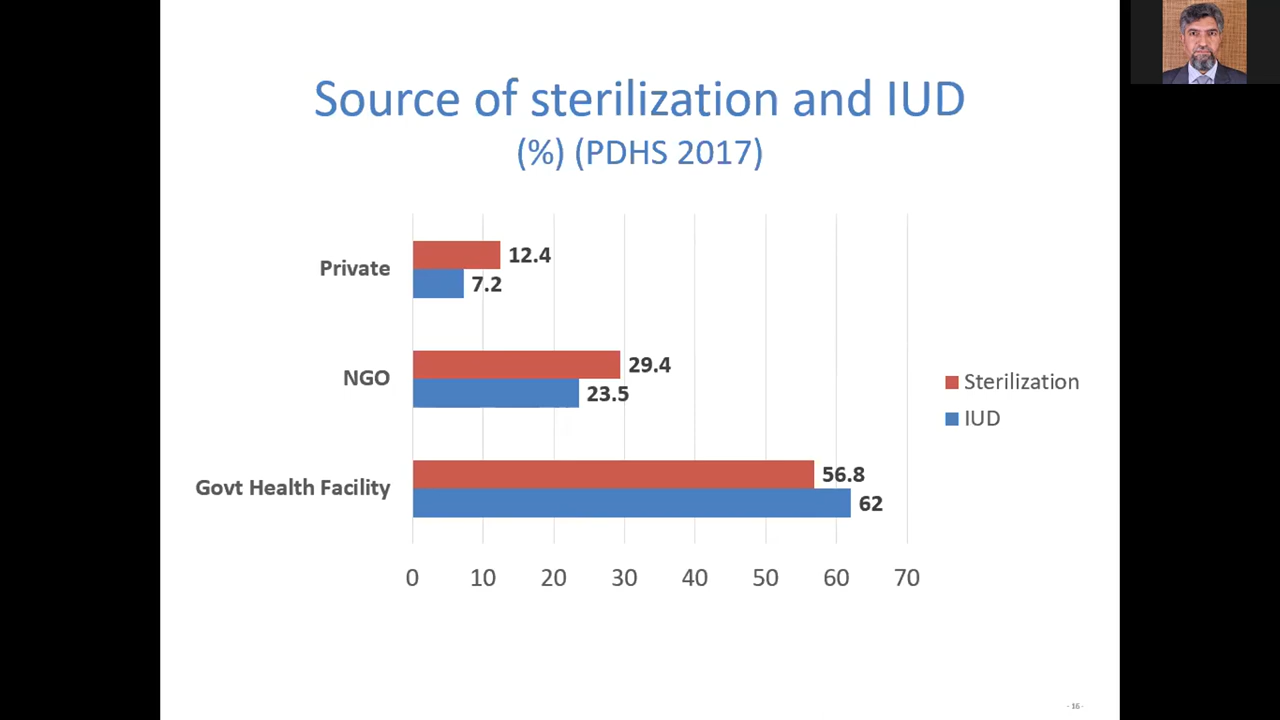 Source of sterilization and IUD
(%) (PDHS 2017)
Private
12.4
7.2
NGO
29.4
23.5
Govt Health Facility
56.8
62
0 10 20 30 40 50 60 70
Sterilization
IUD
- 16 -